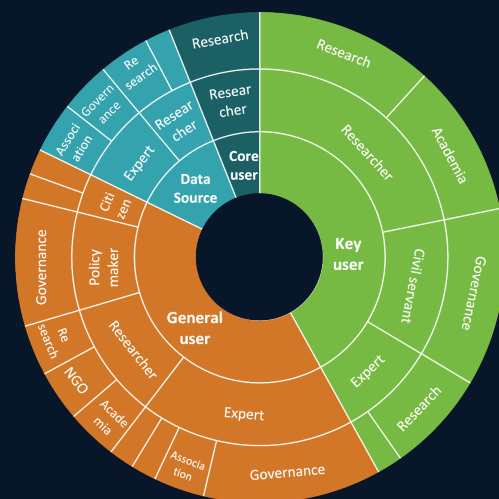 Research
Academia
Governance
Research
Researcher
Civil servant
Expert
Key
user
Governance
Associa
tion
Acade
mia
NGO
Re
search
Governance
Expert
Researcher
Policy
maker
Citi
zen
General
user
Associ
ation
Govern
ance
Re
search
Expert
Resear
cher
Data
Source
Research
Resear
cher
Core
user